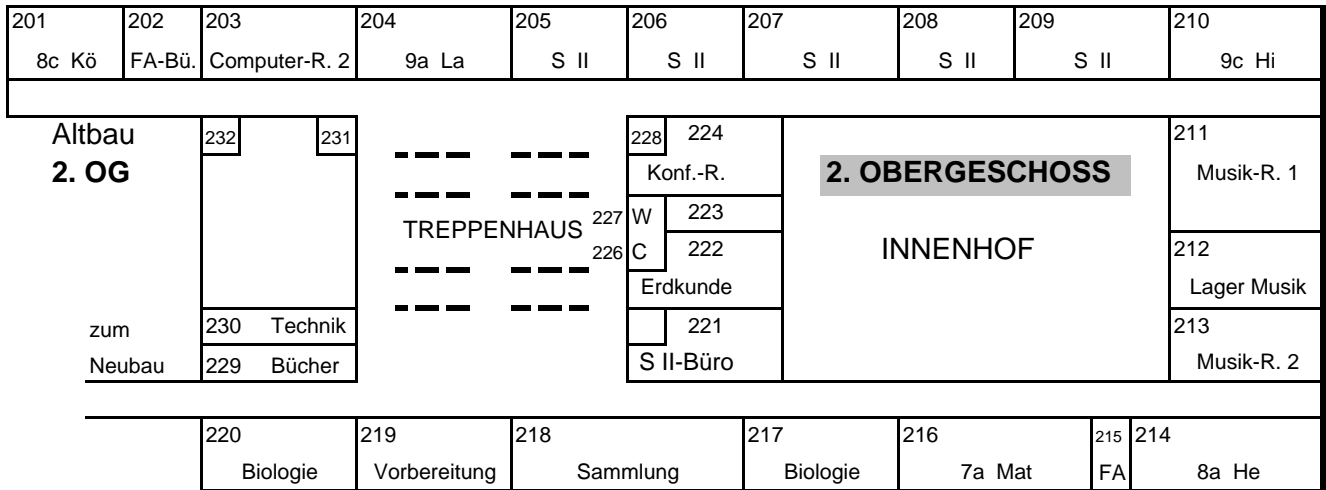 201 202 203 204 205 206 207 208 209 210
8c Kö FA-Bü. Computer-R. 2 9a La S II S II S II S II S II 9c Hi
Altbau 232 231 228 224 211
2. OG Konf.-R. 2. OBERGESCHOSS Musik-R. 1
TREPPENHAUS 227 W 223
226 C 222 INNENHOF 212
Erdkunde Lager Musik
zum 230 Technik 221 213
Neubau 229 Bücher S II-Büro Musik-R. 2
220 219 218 217 216 215 214
Biologie Vorbereitung Sammlung Biologie 7a Mat FA 8a He